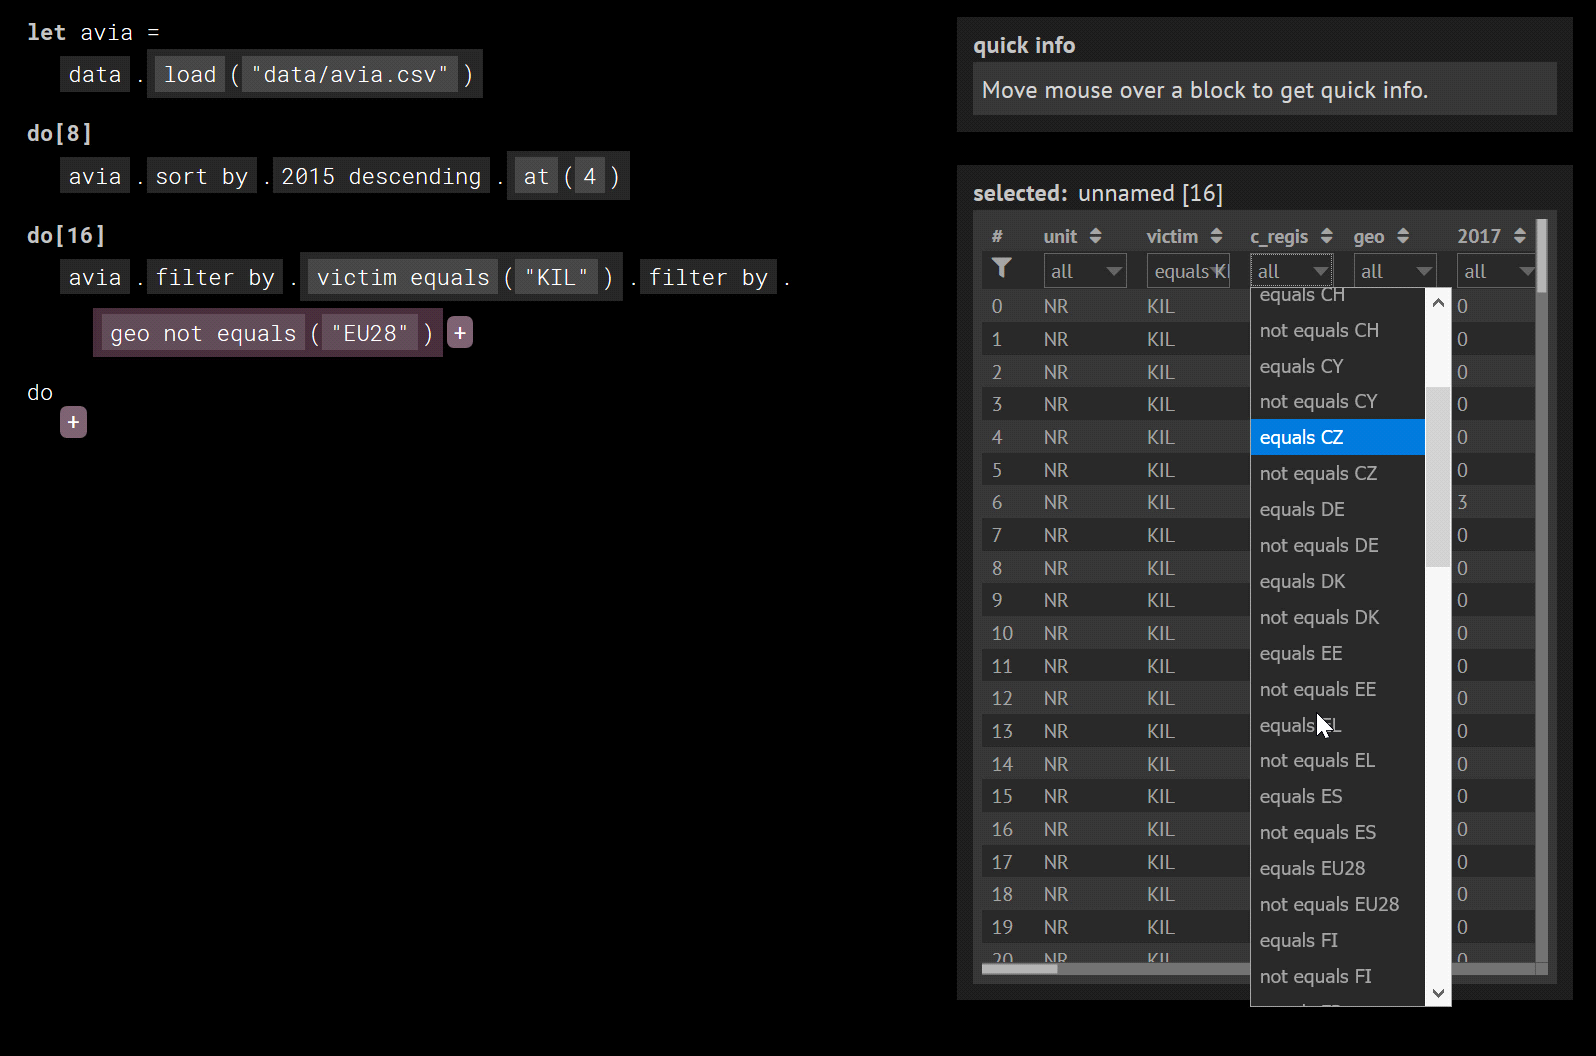 let avia =
data . load ( "data/avia.csv" )
do[8]
avia . sort by . 2015 descending . at ( 4 )
do[16]
avia . filter by . victim equals ( "KIL" ) . filter by .
geo not equals ( "EU28" ) +
do
+
quick info
Move mouse over a block to get quick info.
selected: unnamed [16]
# unit victim c_regis geo 2017
all equals KI all all all
0 NR KIL 0
1 NR KIL 0
2 NR KIL 0
3 NR KIL 0
4 NR KIL 0
5 NR KIL 0
6 NR KIL 3
7 NR KIL 0
8 NR KIL 0
9 NR KIL 0
10 NR KIL 0
11 NR KIL 0
12 NR KIL 0
13 NR KIL 0
14 NR KIL 0
15 NR KIL 0
16 NR KIL 0
17 NR KIL 0
18 NR KIL 0
19 NR KIL 0
20 NR KIL 0
equals CH
not equals CH
equals CY
not equals CY
equals CZ
not equals CZ
equals DE
not equals DE
equals DK
not equals DK
equals EE
not equals EE
equals EL
not equals EL
equals ES
not equals ES
equals EU28
not equals EU28
equals FI
not equals FI